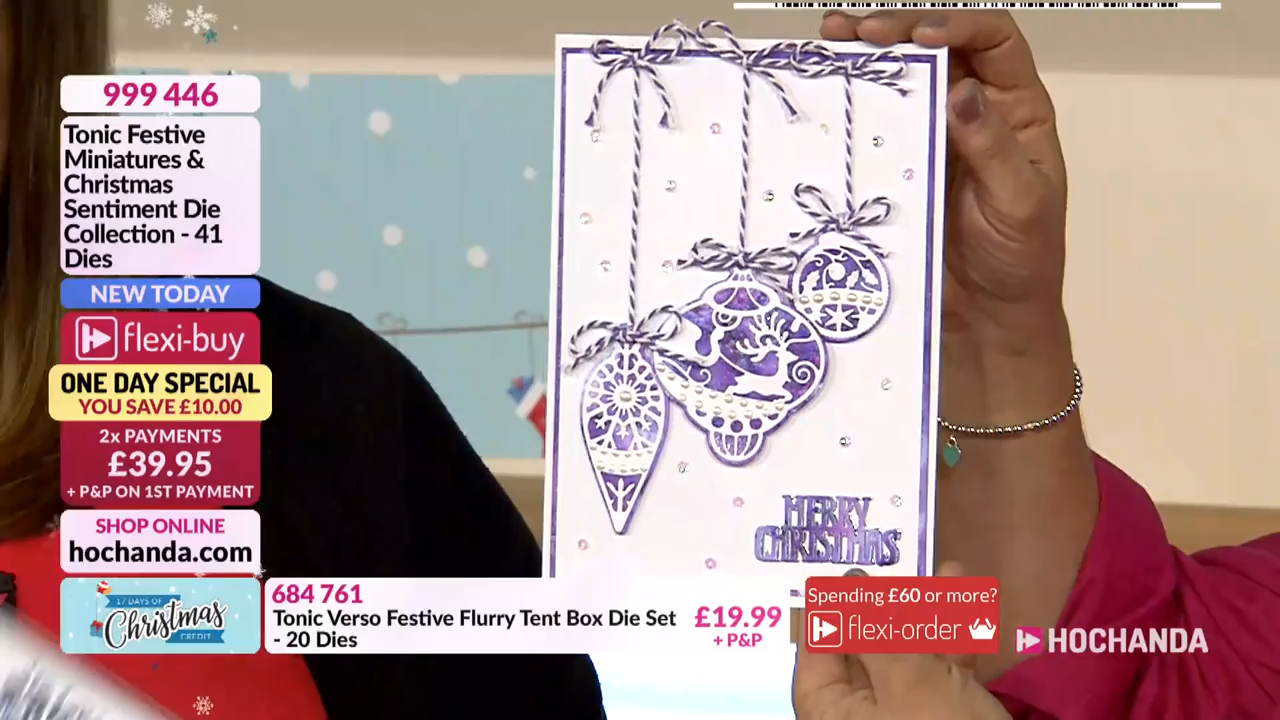 999 446
Tonic Festive
Miniatures &
Christmas
Sentiment Die
Collection - 41
Dies
NEW TODAY
flexi-buy
ONE DAY SPECIAL
YOU SAVE £10.00
2x PAYMENTS
£39.95
+ P&P ON 1ST PAYMENT
SHOP ONLINE
hochanda.com
17 DAYS OF
Christmas
CREDIT
684 761
Tonic Verso Festive Flurry Tent Box Die Set
- 20 Dies
£19.99
+ P&P
Spending £60 or more?
flexi-order
HOCHANDA
MERRY
CHRISTMAS